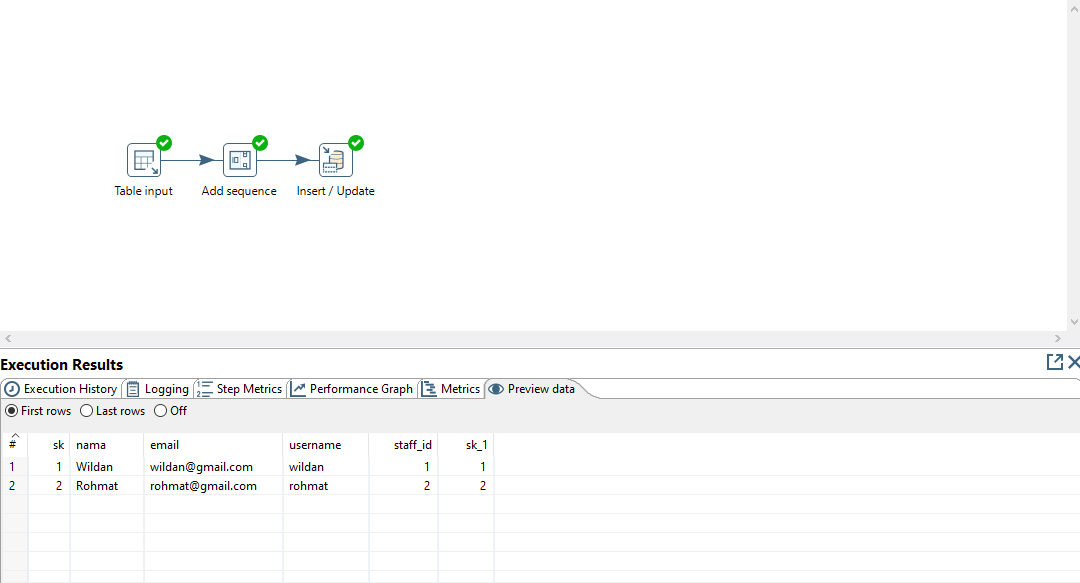 Table input Add sequence Insert / Update
Execution Results
Execution History Logging Step Metrics Performance Graph Metrics Preview data
First rows Last rows Off
# sk nama email username staff_id sk_1
1 1 Wildan wildan@gmail.com wildan 1 1
2 2 Rohmat rohmat@gmail.com rohmat 2 2